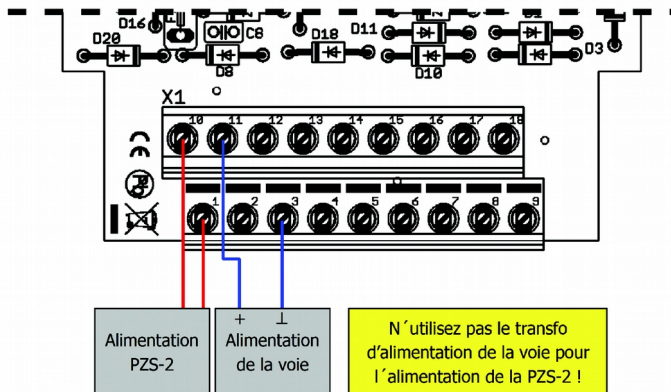 D16
C8
D18
D11
D3
D20
D8
D10
X1
10 11 12 13 14 15 16 17 18
CE
Pb
1 2 3 4 5 6 7 8 9
+ ⊥
Alimentation
PZS-2
Alimentation
de la voie
N´utilisez pas le transfo
d’alimentation de la voie pour
l´alimentation de la PZS-2 !